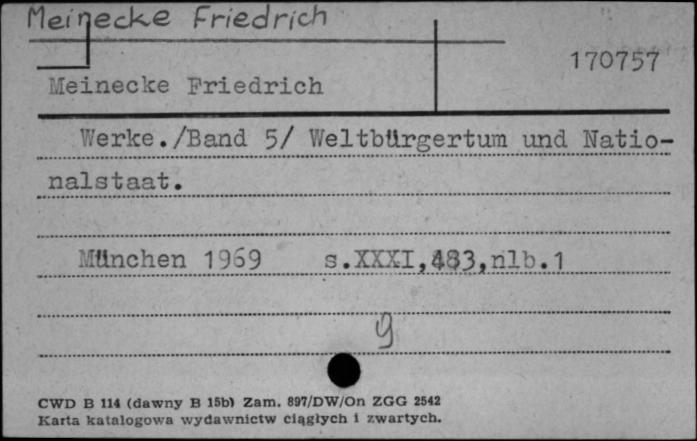 Meinecke Friedrich
170757
Meinecke Friedrich
Werke./Band 5/ Weltbürgertum und Natio-
nalstaat.
München 1969 s.XXXI,483,nlb.1
9
CWD B 114 (dawny B 15b) Zam. 897/DW/On ZGG 2542
Karta katalogowa wydawnictw ciągłych i zwartych.